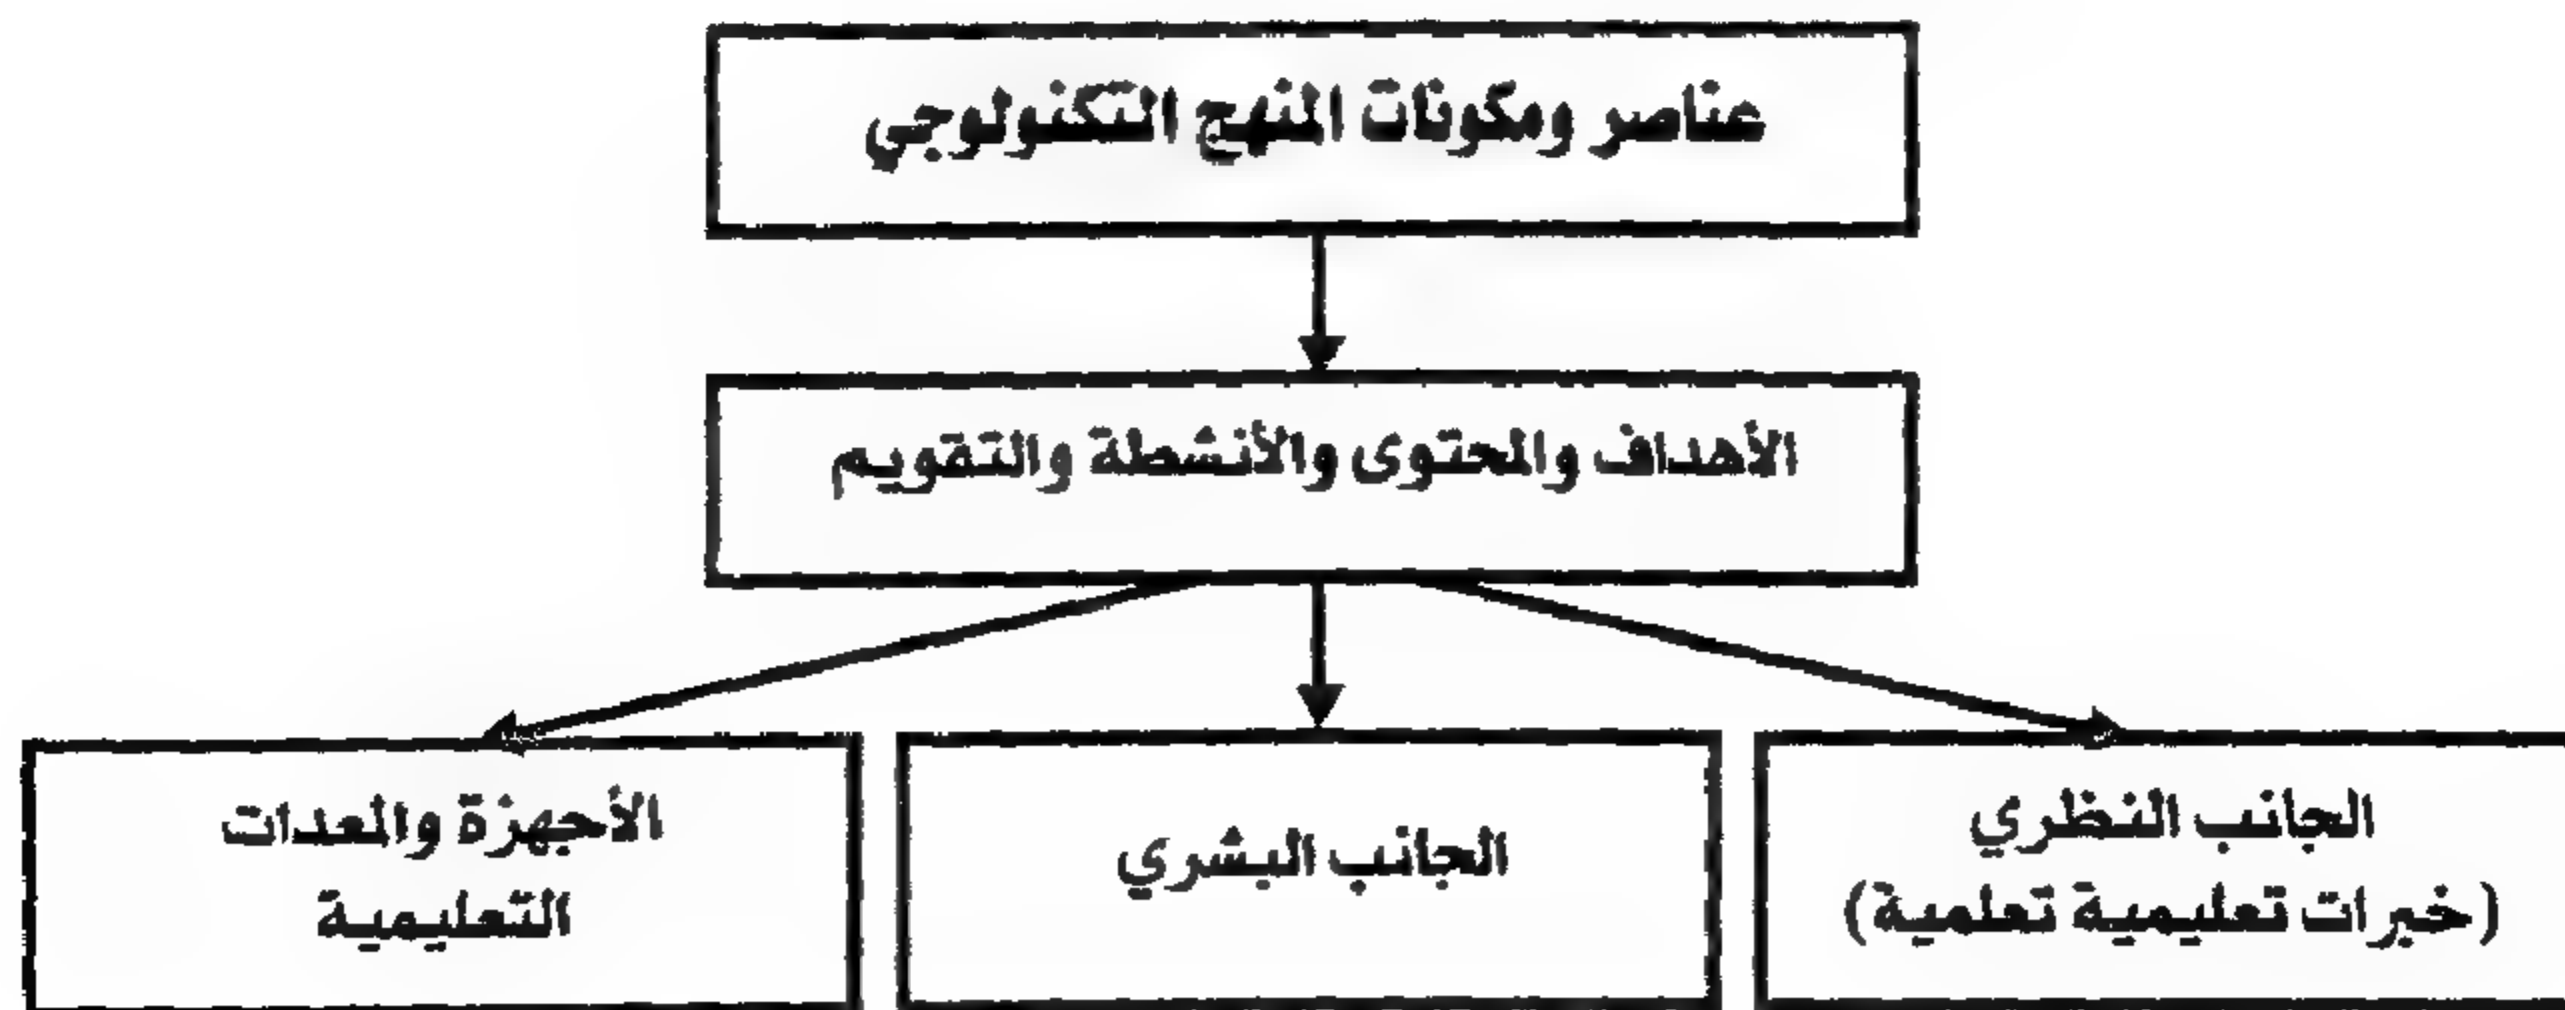 عناصر ومكونات المنهج التكنولوجي
الأهداف والمحتوى والأنشطة والتقويم
الجانب النظري
(خبرات تعليمية تعلمية)
الجانب البشري
الأجهزة والمعدات
التعليمية